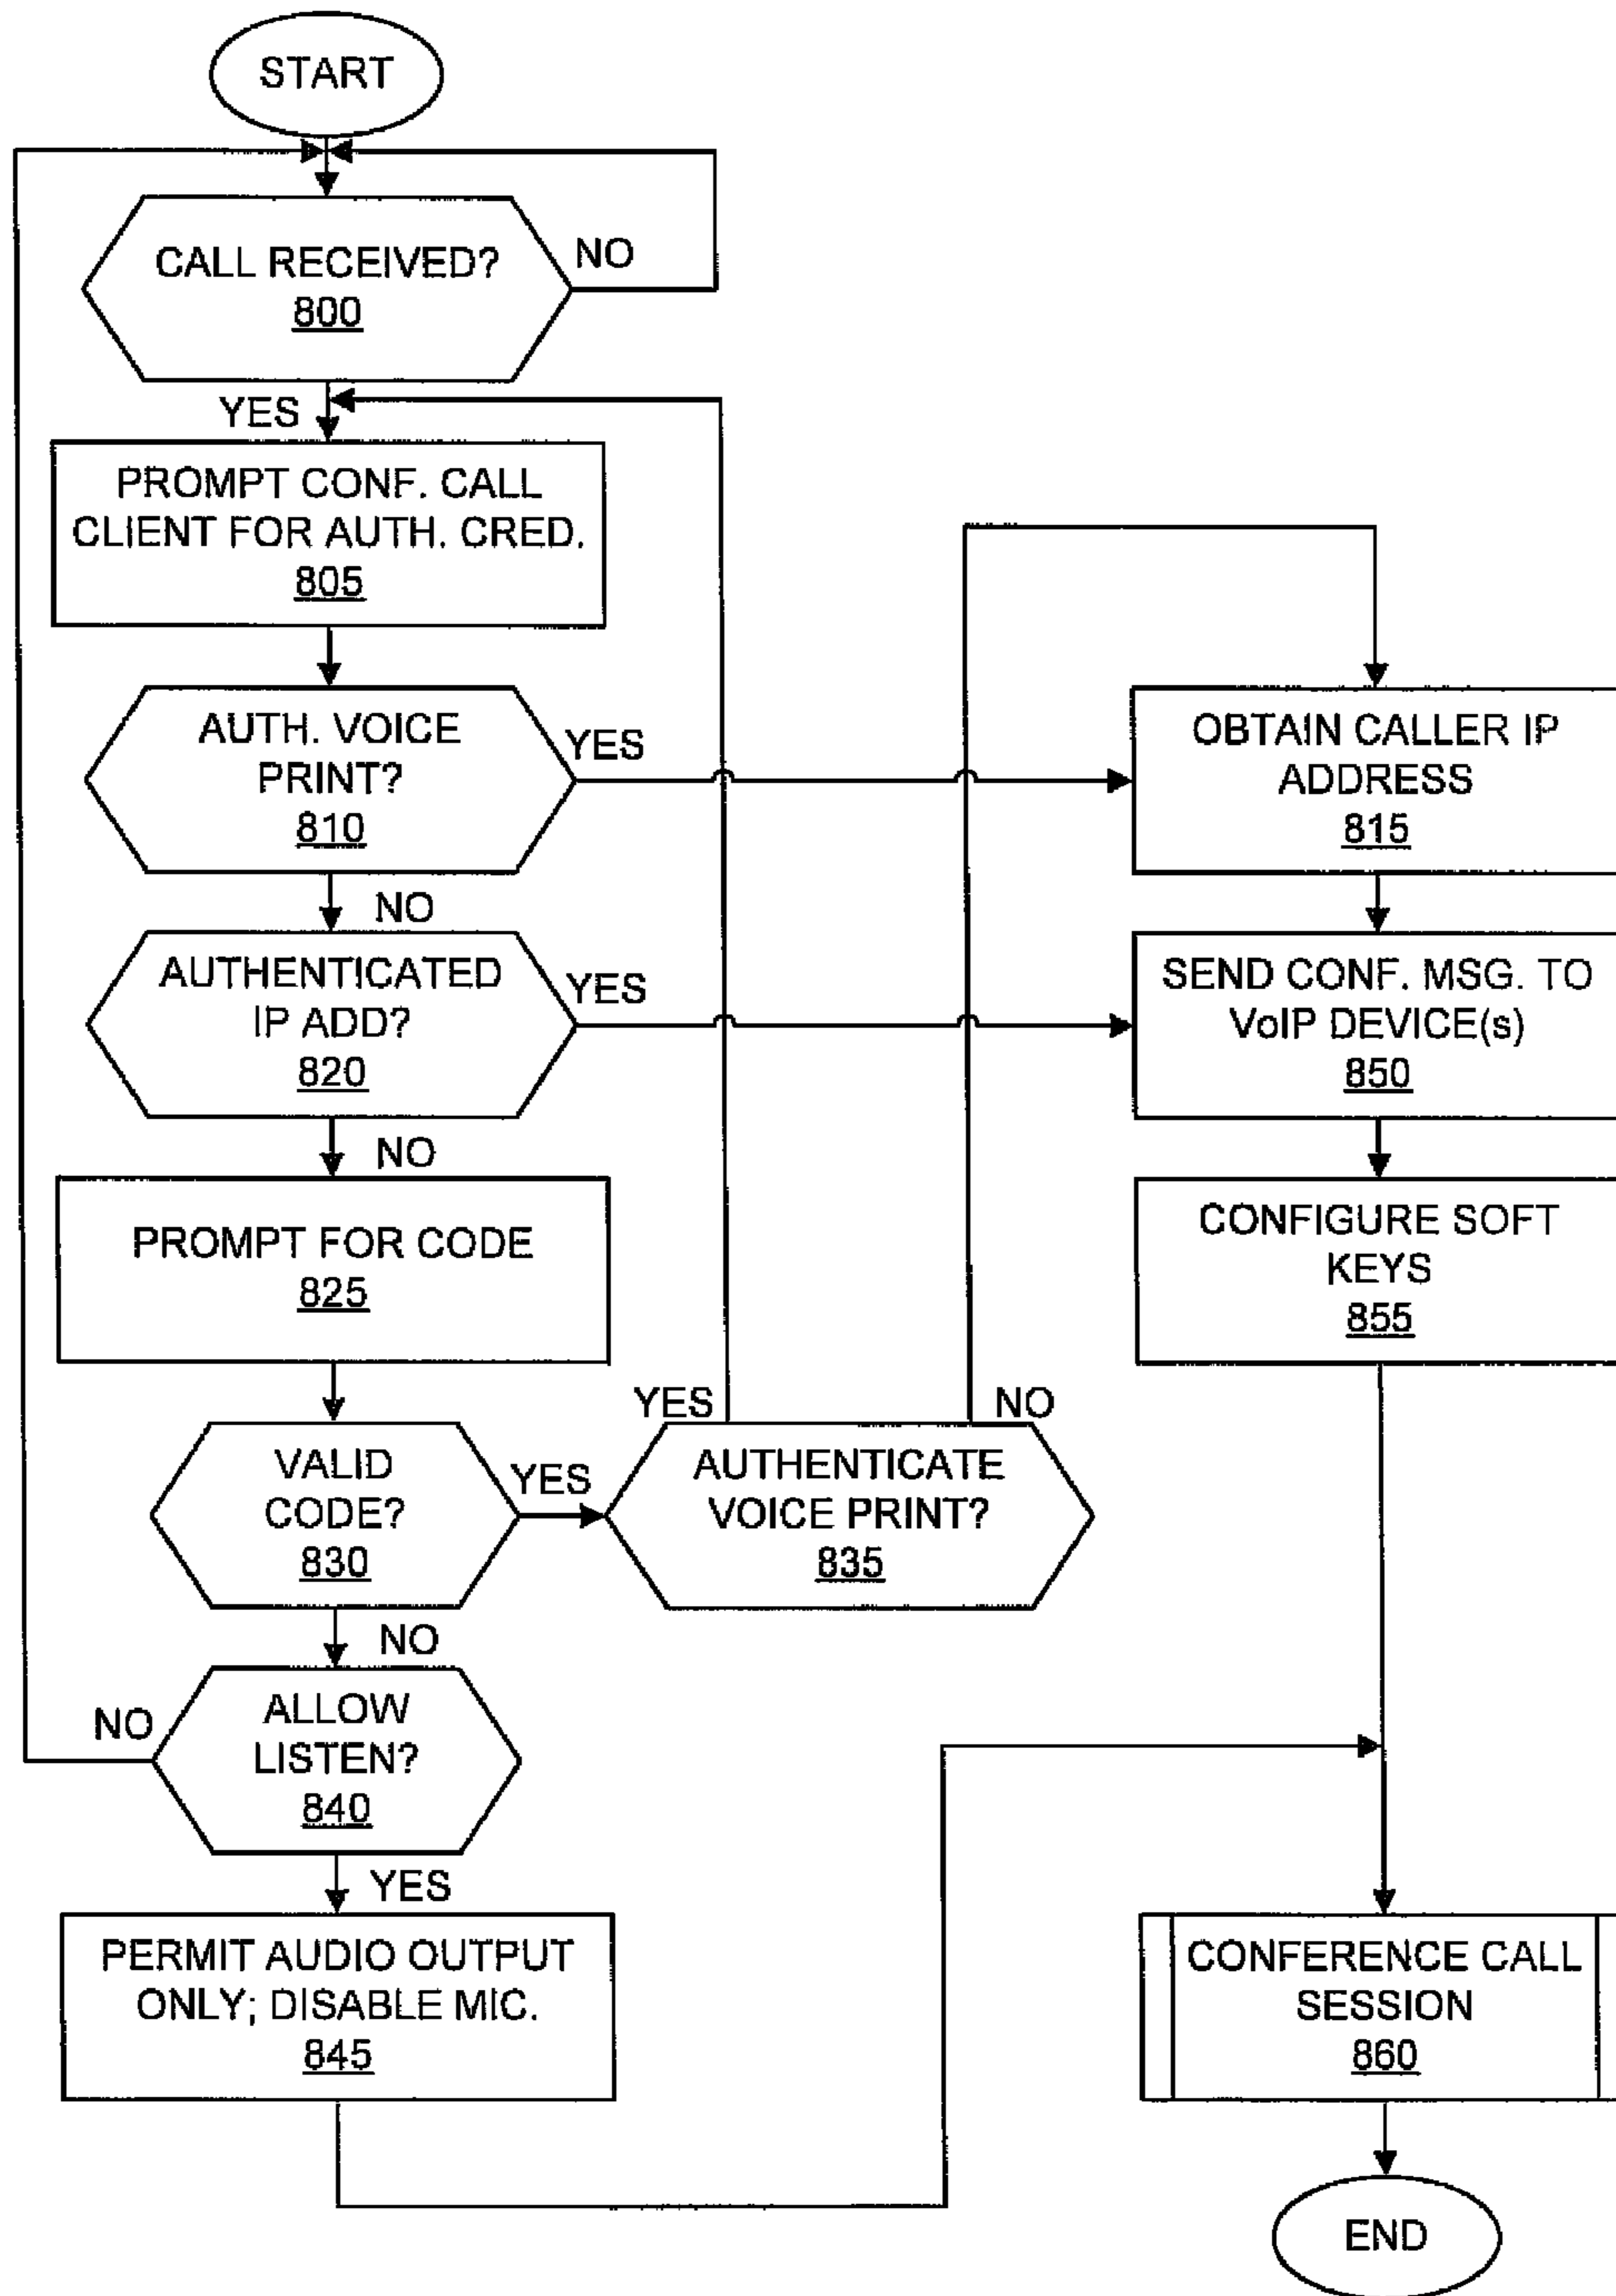 START
CALL RECEIVED?
800
NO
YES
PROMPT CONF. CALL
CLIENT FOR AUTH. CRED.
805
AUTH. VOICE
PRINT?
810
YES
NO
OBTAIN CALLER IP
ADDRESS
815
AUTHENTICATED
IP ADD?
820
YES
NO
SEND CONF. MSG. TO
VoIP DEVICE(s)
850
PROMPT FOR CODE
825
CONFIGURE SOFT
KEYS
855
VALID
CODE?
830
YES
NO
YES
NO
AUTHENTICATE
VOICE PRINT?
835
ALLOW
LISTEN?
840
NO
YES
PERMIT AUDIO OUTPUT
ONLY; DISABLE MIC.
845
CONFERENCE CALL
SESSION
860
END